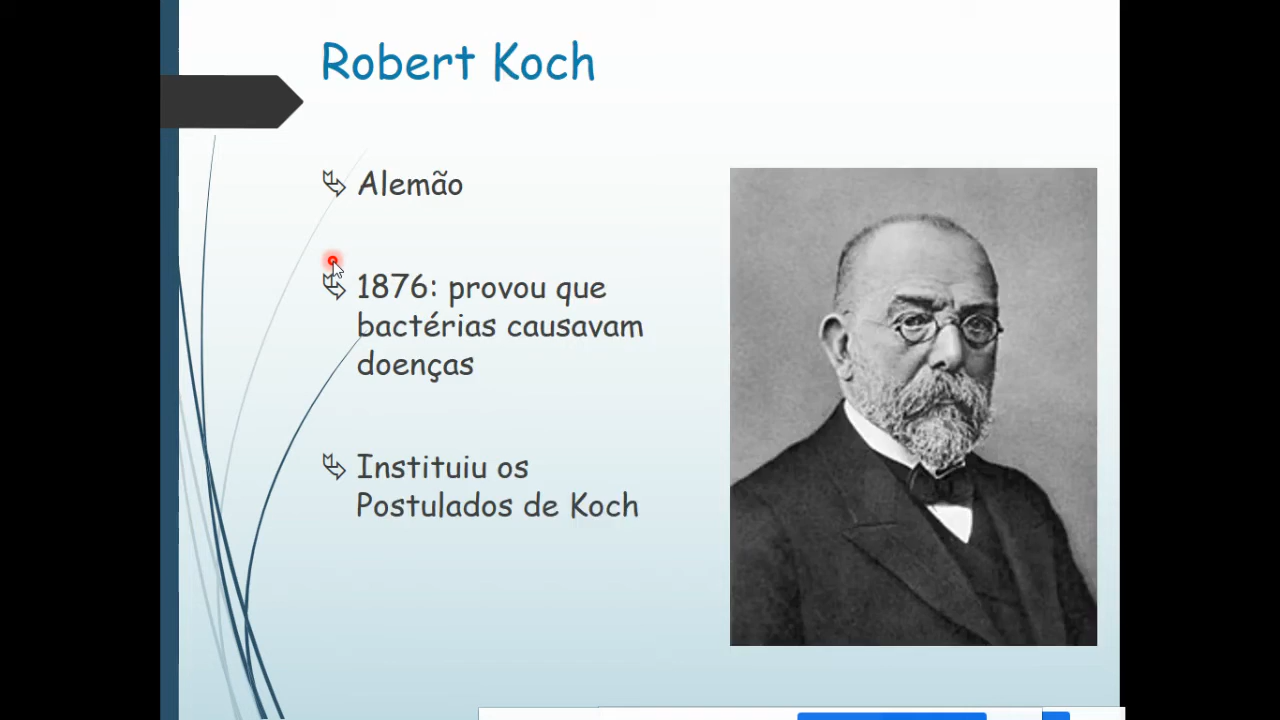 Robert Koch
Alemão
1876: provou que
bactérias causavam
doenças
Instituiu os
Postulados de Koch